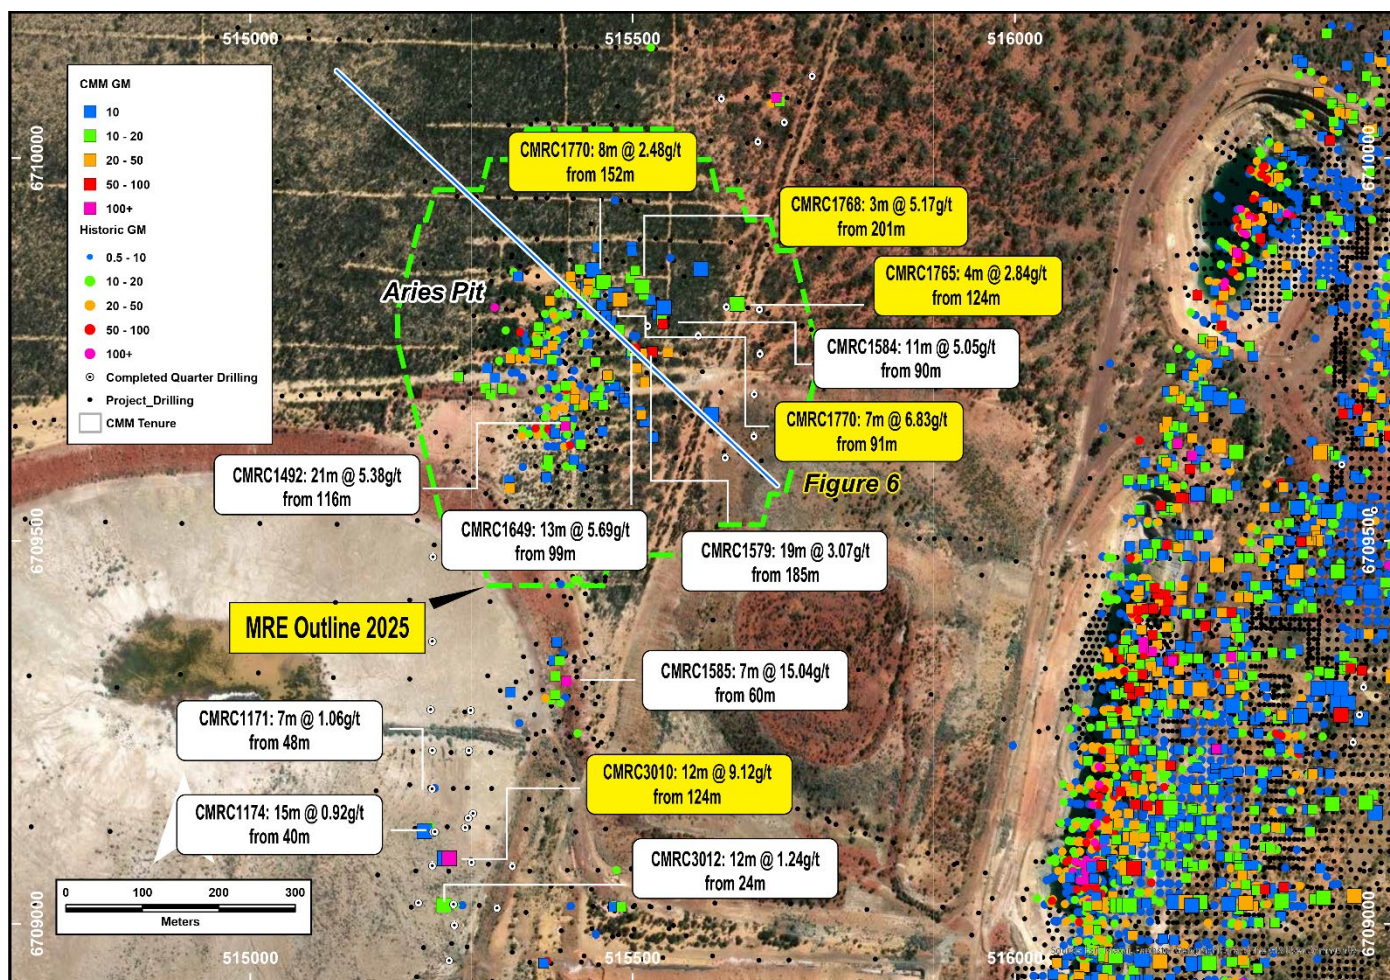 515000
515500
516000
CMM GM
10
10 - 20
20 - 50
50 - 100
100+
Historic GM
0.5 - 10
10 - 20
20 - 50
50 - 100
100+
Completed Quarter Drilling
Project_Drilling
CMM Tenure
6710000
6710000
CMRC1770: 8m @ 2.48g/t
from 152m
CMRC1768: 3m @ 5.17g/t
from 201m
CMRC1765: 4m @ 2.84g/t
from 124m
Aries Pit
CMRC1584: 11m @ 5.05g/t
from 90m
CMRC1770: 7m @ 6.83g/t
from 91m
CMRC1492: 21m @ 5.38g/t
from 116m
Figure 6
CMRC1649: 13m @ 5.69g/t
from 99m
CMRC1579: 19m @ 3.07g/t
from 185m
6709500
6709500
MRE Outline 2025
CMRC1585: 7m @ 15.04g/t
from 60m
CMRC1171: 7m @ 1.06g/t
from 48m
CMRC3010: 12m @ 9.12g/t
from 124m
CMRC1174: 15m @ 0.92g/t
from 40m
CMRC3012: 12m @ 1.24g/t
from 24m
0 100 200 300
Meters
6709000
6709000
515000
515500
516000